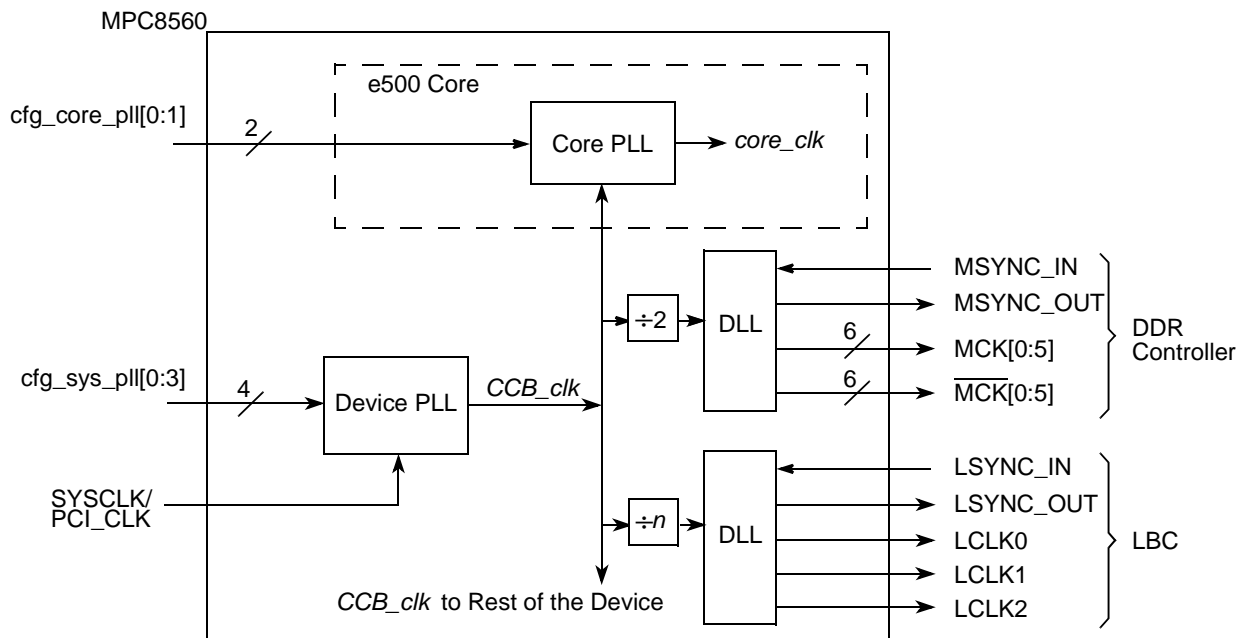 MPC8560
e500 Core
cfg_core_pll[0:1]
2
Core PLL
core_clk
MSYNC_IN
MSYNC_OUT
÷2
DLL
6
MCK[0:5]
6
M̅C̅K̅[0:5]
DDR
Controller
cfg_sys_pll[0:3]
4
Device PLL
CCB_clk
SYSCLK/
PCI_CLK
LSYNC_IN
LSYNC_OUT
÷n
DLL
LCLK0
LCLK1
LCLK2
LBC
CCB_clk to Rest of the Device